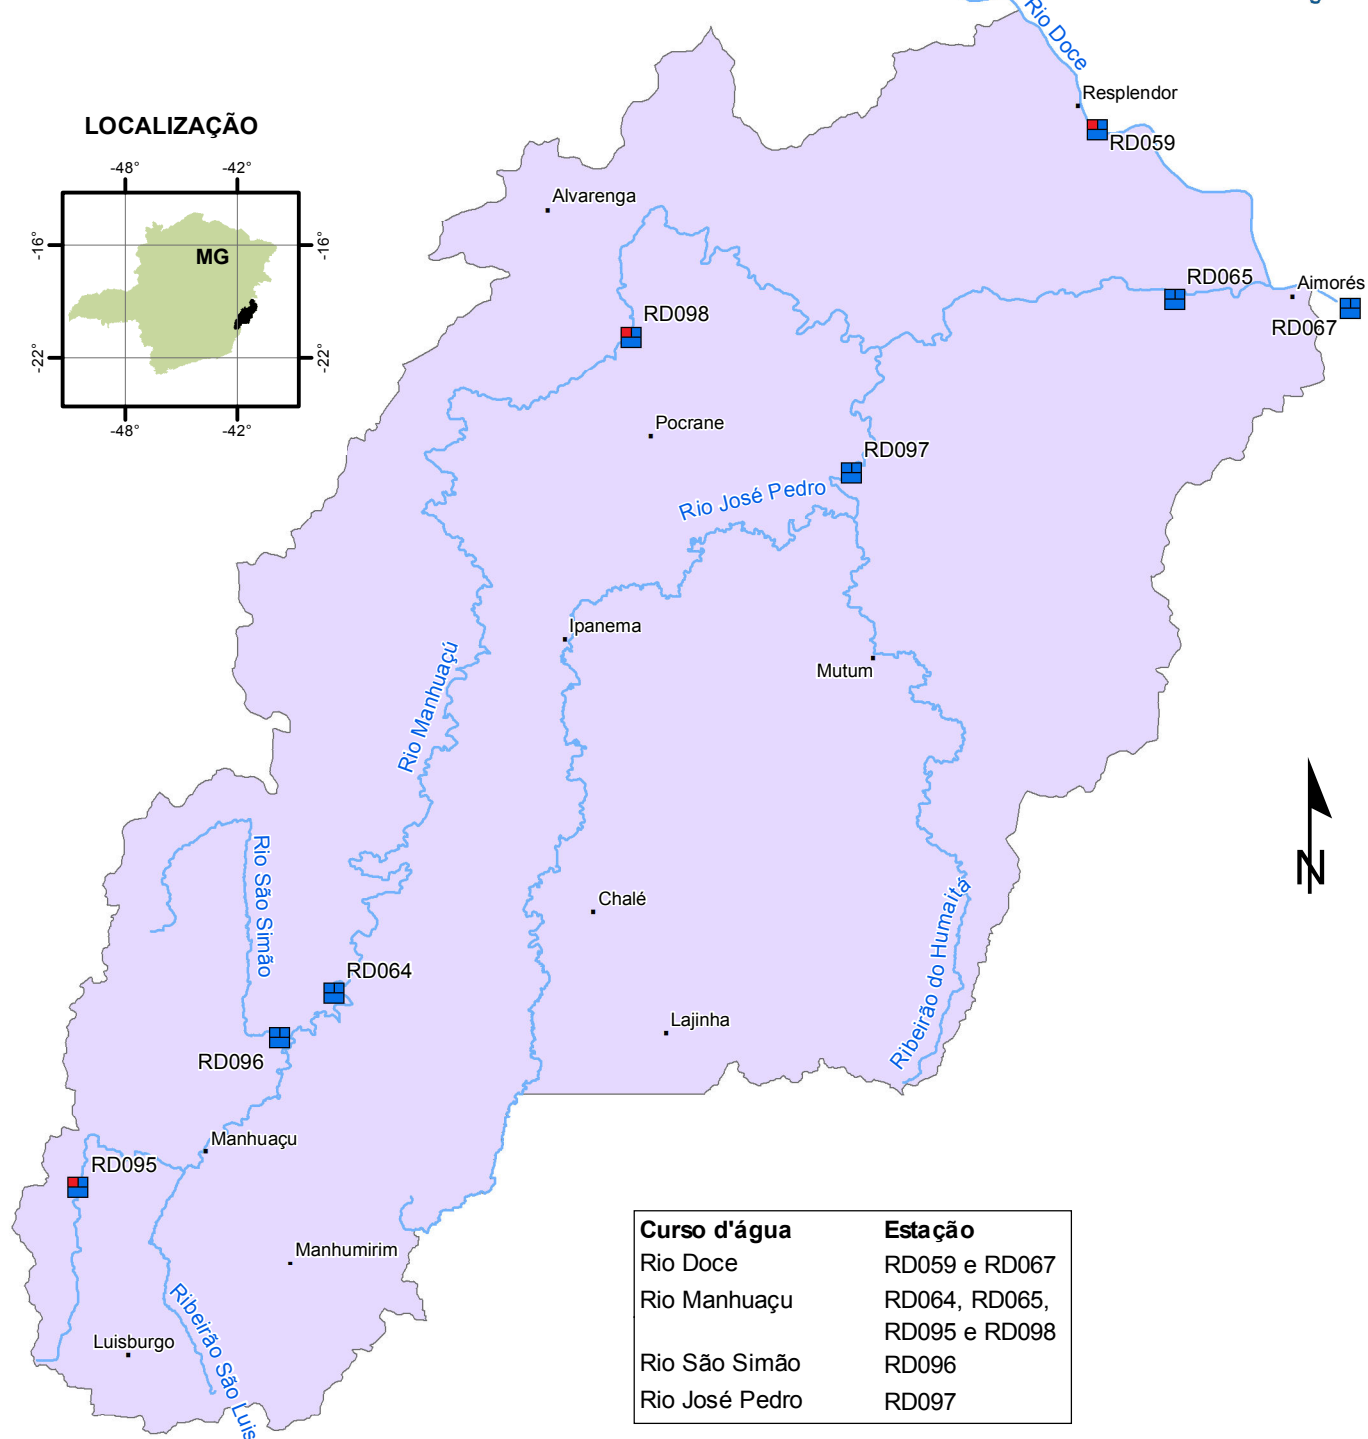 g
Rio Doce
Resplendor
RD059
LOCALIZAÇÃO
-48°
-42°
-16°
-16°
MG
-22°
-22°
-48°
-42°
Alvarenga
RD098
RD065
Aimorés
RD067
Pocrane
RD097
Rio José Pedro
Ipanema
Mutum
Rio Manhuaçú
Rio São Simão
Chalé
Ribeirão do Humaitá
RD064
Lajinha
RD096
N
Manhuaçu
RD095
Manhumirim
Luisburgo
Ribeirão São Luis
Curso d'água Estação
Rio Doce RD059 e RD067
Rio Manhuaçu RD064, RD065,
RD095 e RD098
Rio São Simão RD096
Rio José Pedro RD097